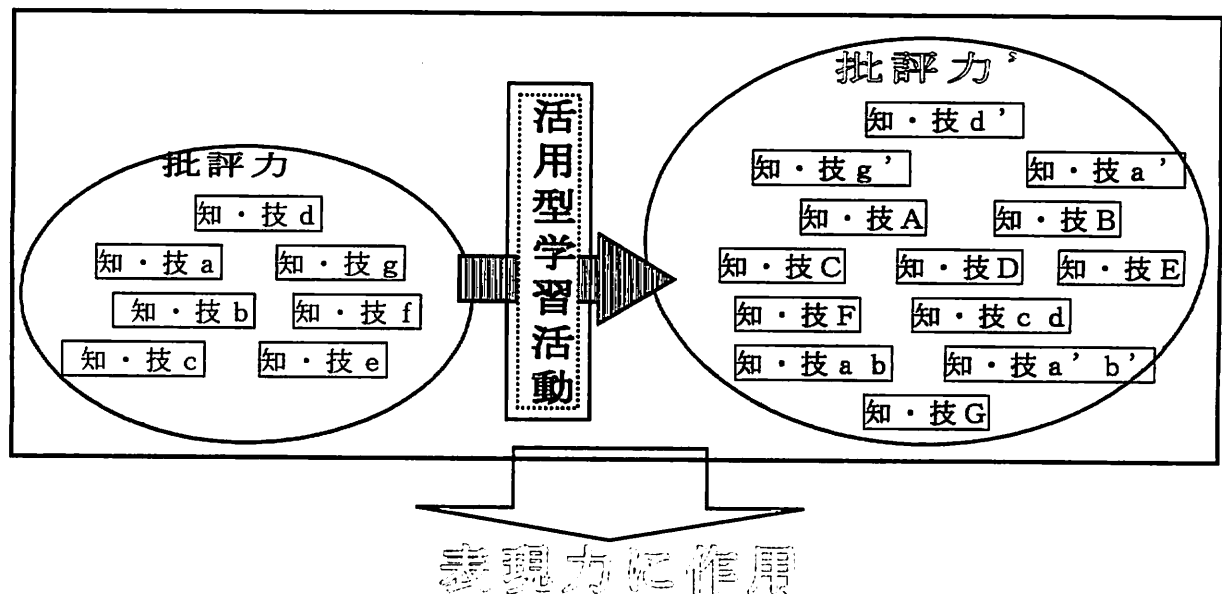 批評力
知・技d
知・技a
知・技g
知・技b
知・技f
知・技c
知・技e
活用型学習活動
批評力’
知・技d’
知・技g’
知・技a’
知・技A
知・技B
知・技C
知・技D
知・技E
知・技F
知・技cd
知・技ab
知・技a’b’
知・技G
表現力に作用